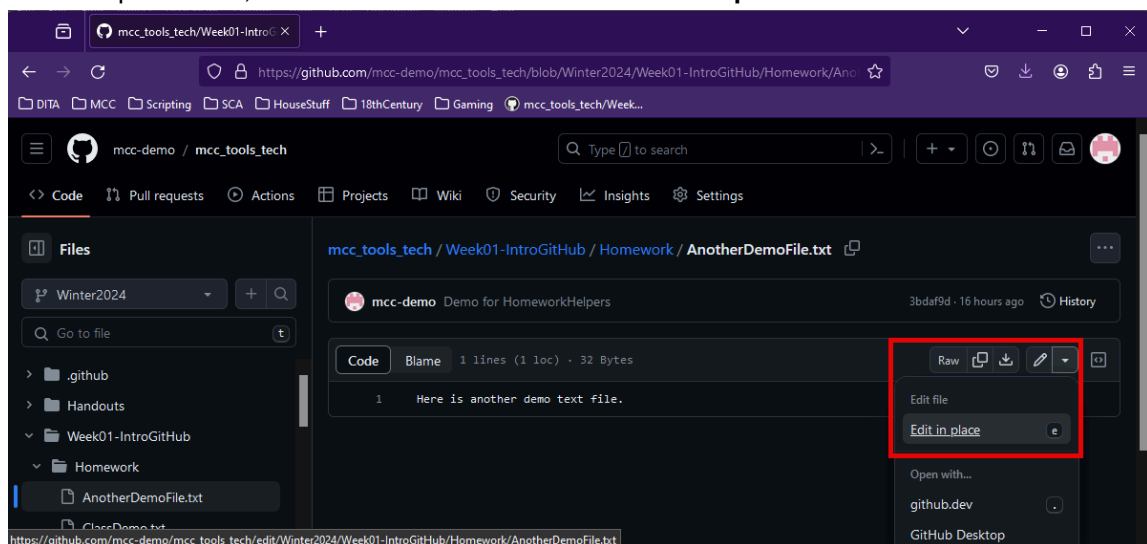 mcc_tools_tech/Week01-IntroG
https://github.com/mcc-demo/mcc_tools_tech/blob/Winter2024/Week01-IntroGitHub/Homework/Ano
DITA MCC Scripting SCA HouseStuff 18thCentury Gaming mcc_tools_tech/Week...
mcc-demo / mcc_tools_tech Type / to search
Code Pull requests Actions Projects Wiki Security Insights Settings
Files
mcc_tools_tech / Week01-IntroGitHub / Homework / AnotherDemoFile.txt
Winter2024
mcc-demo Demo for HomeworkHelpers 3bdaf9d · 16 hours ago History
Go to file t
Code Blame 1 lines (1 loc) · 32 Bytes Raw
.github
1 Here is another demo text file.
Edit file
Handouts
Edit in place e
Week01-IntroGitHub
Homework
Open with...
AnotherDemoFile.txt
github.dev .
ClassDemo.txt
GitHub Desktop
https://github.com/mcc-demo/mcc_tools_tech/edit/Winter2024/Week01-IntroGitHub/Homework/AnotherDemoFile.txt